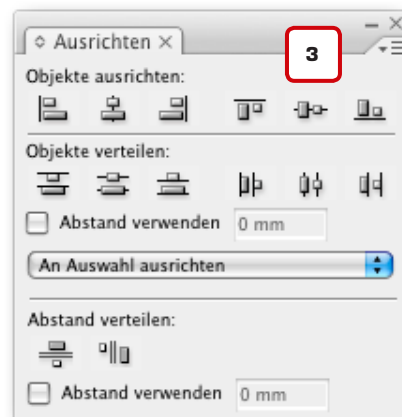 Ausrichten
3
Objekte ausrichten:
Objekte verteilen:
Abstand verwenden 0 mm
An Auswahl ausrichten
Abstand verteilen:
Abstand verwenden 0 mm